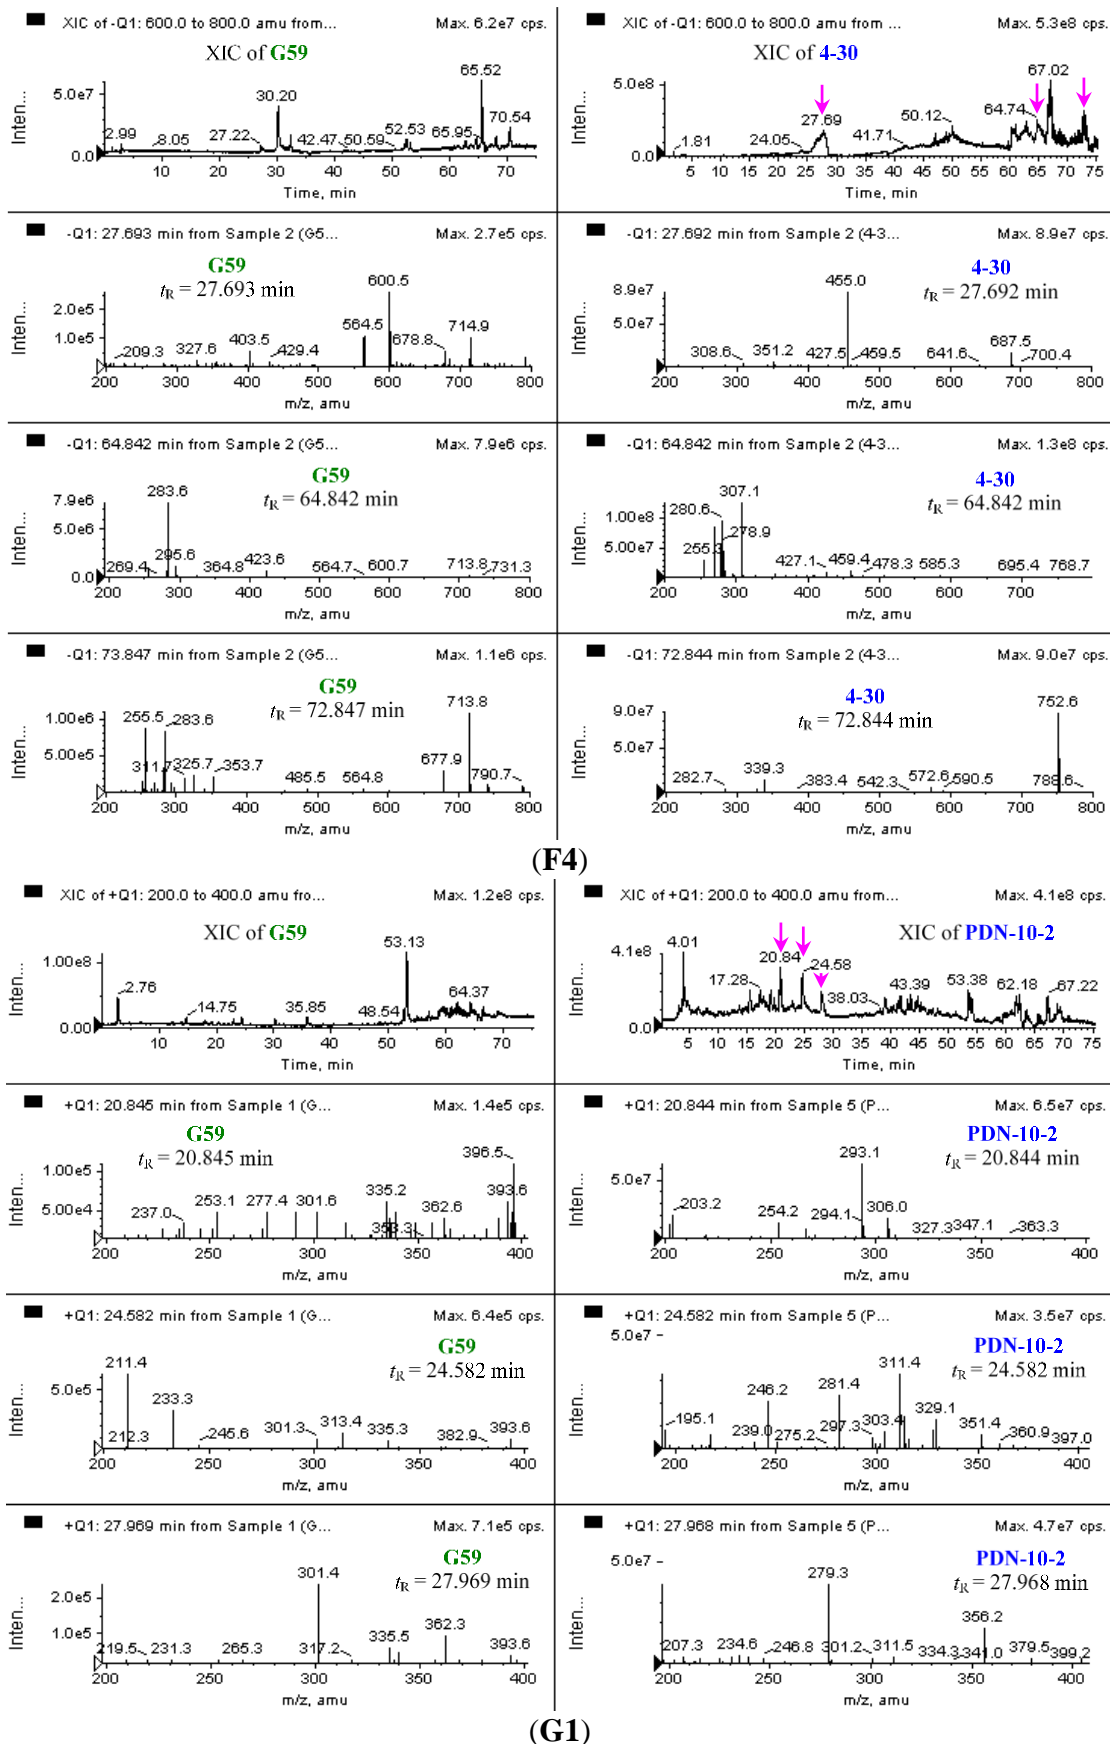 XIC of -Q1: 600.0 to 800.0 amu from... Max. 6.2e7 cps.
XIC of G59
Inten...
5.0e7
0.0
2.99
8.05
27.22
30.20
42.47
50.59
52.53
65.95
65.52
70.54
10 20 30 40 50 60 70
Time, min
XIC of -Q1: 600.0 to 800.0 amu from ... Max. 5.3e8 cps.
XIC of 4-30
Inten...
5.0e8
0.0
1.81
24.05
27.69
41.71
50.12
64.74
67.02
5 10 15 20 25 30 35 40 45 50 55 60 65 70 75
Time, min
-Q1: 27.693 min from Sample 2 (G5... Max. 2.7e5 cps.
G59
tR = 27.693 min
Inten...
2.0e5
1.0e5
209.3
327.6
403.5
429.4
564.5
600.5
678.8
714.9
200 300 400 500 600 700 800
m/z, amu
-Q1: 27.692 min from Sample 2 (4-3... Max. 8.9e7 cps.
4-30
tR = 27.692 min
Inten...
8.9e7
5.0e7
308.6
351.2
427.5
455.0
459.5
641.6
687.5
700.4
200 300 400 500 600 700 800
m/z, amu
-Q1: 64.842 min from Sample 2 (G5... Max. 7.9e6 cps.
G59
tR = 64.842 min
Inten...
7.9e6
5.0e6
0.0
269.4
283.6
295.6
364.8
423.6
564.7
600.7
713.8
731.3
200 300 400 500 600 700 800
m/z, amu
-Q1: 64.842 min from Sample 2 (4-3... Max. 1.3e8 cps.
4-30
tR = 64.842 min
Inten...
1.00e8
5.00e7
280.6
307.1
278.9
427.1
459.4
478.3
585.3
695.4
768.7
200 300 400 500 600 700 800
m/z, amu
-Q1: 73.847 min from Sample 2 (G5... Max. 1.1e6 cps.
G59
tR = 72.847 min
Inten...
1.00e6
5.00e5
255.5
283.6
325.7
353.7
485.5
564.8
677.9
713.8
790.7
200 300 400 500 600 700 800
m/z, amu
-Q1: 72.844 min from Sample 2 (4-3... Max. 9.0e7 cps.
4-30
tR = 72.844 min
Inten...
9.0e7
5.0e7
282.7
339.3
383.4
542.3
572.6
590.5
752.6
788.6
200 300 400 500 600 700 800
m/z, amu
(F4)
XIC of +Q1: 200.0 to 400.0 amu fro... Max. 1.2e8 cps.
XIC of G59
Inten...
1.00e8
0.00
2.76
14.75
35.85
48.54
53.13
64.37
10 20 30 40 50 60 70
Time, min
XIC of +Q1: 200.0 to 400.0 amu from... Max. 4.1e8 cps.
XIC of PDN-10-2
Inten...
4.1e8
0.0
4.01
17.28
20.84
24.58
38.03
43.39
53.38
62.18
67.22
5 10 15 20 25 30 35 40 45 50 55 60 65 70 75
Time, min
+Q1: 20.845 min from Sample 1 (G... Max. 1.4e5 cps.
G59
tR = 20.845 min
Inten...
1.00e5
5.00e4
237.0
253.1
277.4
301.6
335.2
353.3
362.6
396.5
393.6
200 250 300 350 400
m/z, amu
+Q1: 20.844 min from Sample 5 (P... Max. 6.5e7 cps.
PDN-10-2
tR = 20.844 min
Inten...
5.0e7
0.0
203.2
254.2
293.1
294.1
306.0
327.3
347.1
363.3
200 250 300 350 400
m/z, amu
+Q1: 24.582 min from Sample 1 (G... Max. 6.4e5 cps.
G59
tR = 24.582 min
Inten...
5.0e5
0.0
211.4
212.3
233.3
245.6
301.3
313.4
335.3
382.9
393.6
200 250 300 350 400
m/z, amu
+Q1: 24.582 min from Sample 5 (P... Max. 3.5e7 cps.
PDN-10-2
tR = 24.582 min
Inten...
5.0e7
195.1
239.0
246.2
275.2
281.4
297.3
303.4
311.4
329.1
351.4
360.9
397.0
200 250 300 350 400
m/z, amu
+Q1: 27.969 min from Sample 1 (G... Max. 7.1e5 cps.
G59
tR = 27.969 min
Inten...
2.0e5
1.0e5
219.5
231.3
265.3
301.4
317.2
335.5
362.3
393.6
200 250 300 350 400
m/z, amu
+Q1: 27.968 min from Sample 5 (P... Max. 4.7e7 cps.
PDN-10-2
tR = 27.968 min
Inten...
5.0e7
207.3
234.6
246.8
279.3
301.2
311.5
334.3
341.0
356.2
379.5
399.2
200 250 300 350 400
m/z, amu
(G1)